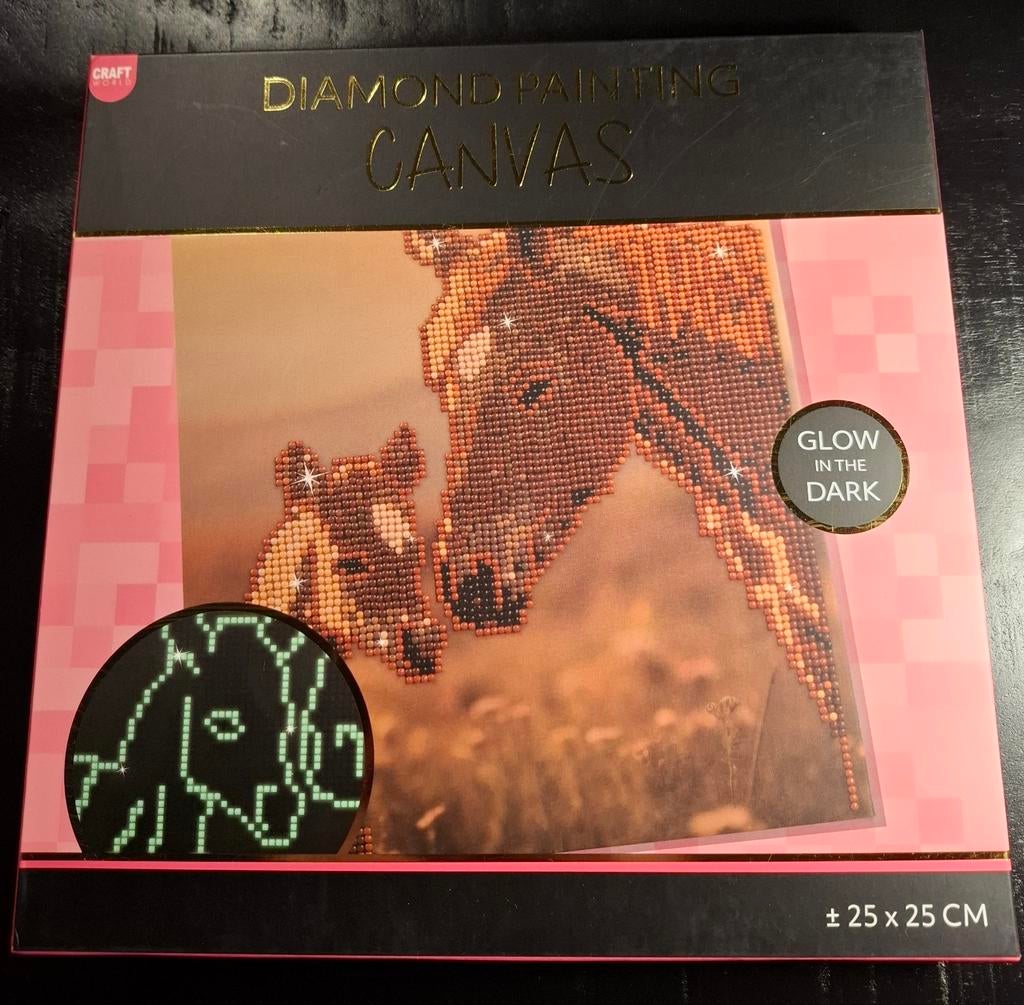 CRAFT
WORLD
DIAMOND PAINTING
CANVAS
GLOW
IN THE
DARK
± 25 x 25 CM